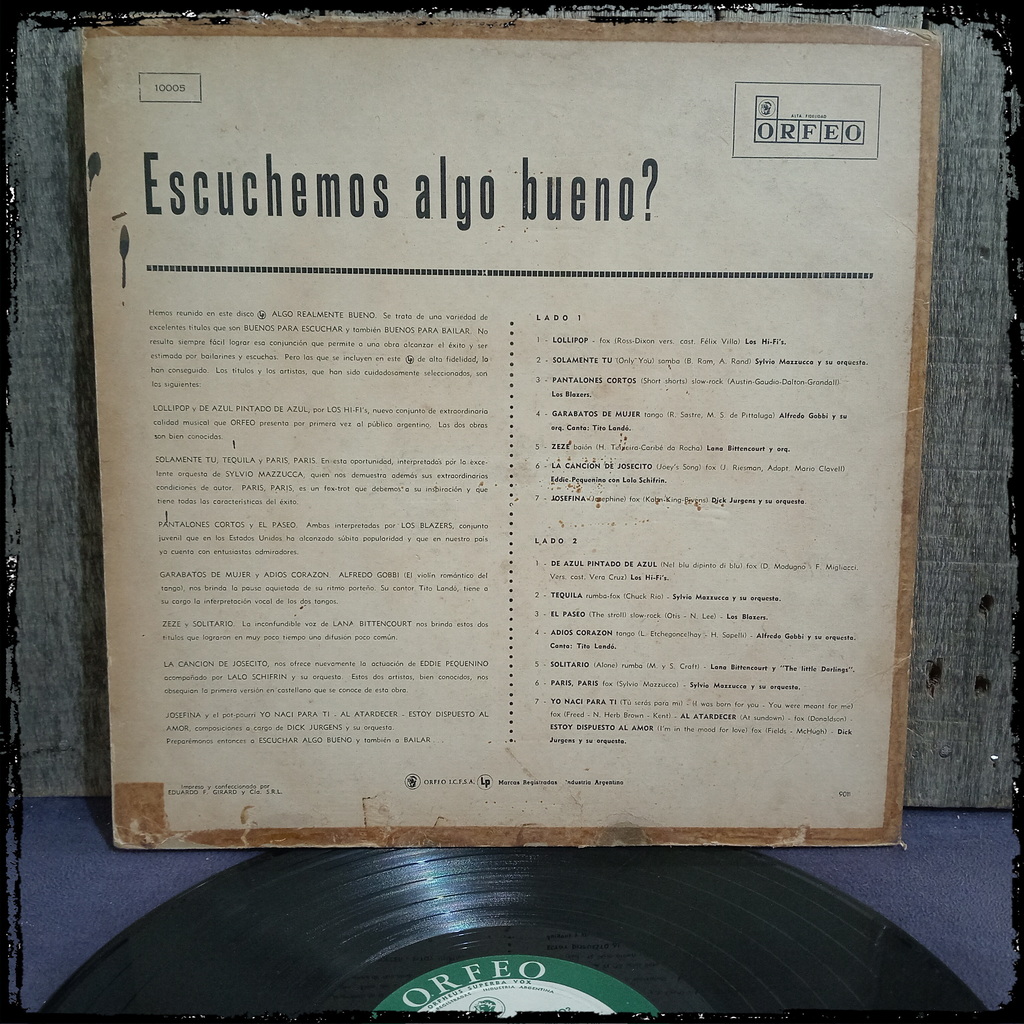 10005
ALTA FIDELIDAD
ORFEO
Escuchemos algo bueno?
Hemos reunido en este disco Lp ALGO REALMENTE BUENO. Se trata de una variedad de
excelentes titulos que son BUENOS PARA ESCUCHAR y también BUENOS PARA BAILAR. No
resulta siempre fácil lograr esa conjunción que permite a una obra alcanzar el éxito y ser
estimada por bailarines y escuchas. Pero las que se incluyen en este Lp de alta fidelidad, lo
han conseguido. Los títulos y los artistas, que han sido cuidadosamente seleccionados, son
los siguientes:
LOLLIPOP y DE AZUL PINTADO DE AZUL, por LOS HI-FI's, nuevo conjunto de extraordinaria
calidad musical que ORFEO presenta por primera vez al público argentino. Las dos obras
son bien conocidas.
SOLAMENTE TU, TEQUILA y PARIS, PARIS. En esta oportunidad, interpretadas por la exce-
lente orquesta de SYLVIO MAZZUCCA, quien nos demuestra además sus extraordinarias
condiciones de autor. PARIS, PARIS, es un fox-trot que debemos a su inspiración y que
tiene todas las características del éxito.
PANTALONES CORTOS y EL PASEO. Ambas interpretadas por LOS BLAZERS, conjunto
juvenil que en los Estados Unidos ha alcanzado súbita popularidad y que en nuestro país
ya cuenta con entusiastas admiradores.
GARABATOS DE MUJER y ADIOS CORAZON. ALFREDO GOBBI (El violín romántico del
tango), nos brinda la pausa aquietada de su ritmo porteño. Su cantor Tito Landó, tiene a
su cargo la interpretación vocal de los dos tangos.
ZEZE y SOLITARIO. La inconfundible voz de LANA BITTENCOURT nos brinda estos dos
títulos que lograron en muy poco tiempo una difusión poco común.
LA CANCION DE JOSECITO, nos ofrece nuevamente la actuación de EDDIE PEQUENINO
acompañado por LALO SCHIFRIN y su orquesta. Estos dos artistas, bien conocidos, nos
obsequian la primera versión en castellano que se conoce de esta obra.
JOSEFINA y el pot-pourri YO NACI PARA TI - AL ATARDECER - ESTOY DISPUESTO AL
AMOR, composiciones a cargo de DICK JURGENS y su orquesta.
Preparémonos entonces a ESCUCHAR ALGO BUENO y también a BAILAR...
LADO 1
1 - LOLLIPOP - fox (Ross-Dixon vers. cast. Félix Villa) Los Hi-Fi's.
2 - SOLAMENTE TU (Only You) samba (B. Ram, A. Rand) Sylvio Mazzucca y su orquesta.
3 - PANTALONES CORTOS (Short shorts) slow-rock (Austin-Gaudio-Dalton-Grandall)
Los Blazers.
4 - GARABATOS DE MUJER tango (R. Sastre, M. S. de Pittaluga) Alfredo Gobbi y su
orq. Canta: Tito Landó.
5 - ZEZE baión (H. Teixeira-Caribé da Rocha) Lana Bittencourt y orq.
6 - LA CANCION DE JOSECITO (Joey's Song) fox (J. Riesman, Adapt. Mario Clavell)
Eddie Pequenino con Lalo Schifrin.
7 - JOSEFINA (Josephine) fox (Kahn-King-Bivens) Dick Jurgens y su orquesta.
LADO 2
1 - DE AZUL PINTADO DE AZUL (Nel blu dipinto di blu) fox (D. Modugno - F. Migliacci.
Vers. cast. Vera Cruz) Los Hi-Fi's.
2 - TEQUILA rumba-fox (Chuck Rio) - Sylvio Mazzucca y su orquesta.
3 - EL PASEO (The stroll) slow-rock (Otis - N. Lee) - Los Blazers.
4 - ADIOS CORAZON tango (L. Etchegoncelhay - H. Sapelli) - Alfredo Gobbi y su orquesta.
Canta: Tito Landó.
5 - SOLITARIO (Alone) rumba (M. y S. Craft) - Lana Bittencourt y "The little Darlings".
6 - PARIS, PARIS fox (Sylvio Mazzucca) - Sylvio Mazzucca y su orquesta.
7 - YO NACI PARA TI (Tú serás para mí) - (I was born for you - You were meant for me)
fox (Freed - N. Herb Brown - Kent) - AL ATARDECER (At sundown) - fox (Donaldson) -
ESTOY DISPUESTO AL AMOR (I'm in the mood for love) fox (Fields - McHugh) - Dick
Jurgens y su orquesta.
Impreso y confeccionado por
EDUARDO F. GIRARD y Cía. S.R.L.
ORFEO I.C.F.S.A. Lp Marcas Registradas Industria Argentina
ORFEO
ORPHEUS SUPERBA VOX
REGISTRADAS INDUSTRIA ARGENTINA